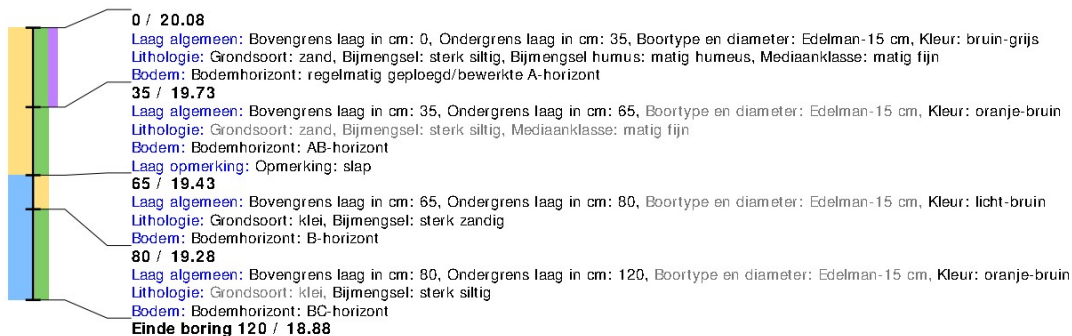 0 / 20.08
Laag algemeen: Bovengrens laag in cm: 0, Ondergrens laag in cm: 35, Boortype en diameter: Edelman-15 cm, Kleur: bruin-grijs
Lithologie: Grondsoort: zand, Bijmengsel: sterk siltig, Bijmengsel humus: matig humeus, Mediaanklasse: matig fijn
Bodem: Bodemhorizont: regelmatig geploegd/bewerkte A-horizont
35 / 19.73
Laag algemeen: Bovengrens laag in cm: 35, Ondergrens laag in cm: 65, Boortype en diameter: Edelman-15 cm, Kleur: oranje-bruin
Lithologie: Grondsoort: zand, Bijmengsel: sterk siltig, Mediaanklasse: matig fijn
Bodem: Bodemhorizont: AB-horizont
Laag opmerking: Opmerking: slap
65 / 19.43
Laag algemeen: Bovengrens laag in cm: 65, Ondergrens laag in cm: 80, Boortype en diameter: Edelman-15 cm, Kleur: licht-bruin
Lithologie: Grondsoort: klei, Bijmengsel: sterk zandig
Bodem: Bodemhorizont: B-horizont
80 / 19.28
Laag algemeen: Bovengrens laag in cm: 80, Ondergrens laag in cm: 120, Boortype en diameter: Edelman-15 cm, Kleur: oranje-bruin
Lithologie: Grondsoort: klei, Bijmengsel: sterk siltig
Bodem: Bodemhorizont: BC-horizont
Einde boring 120 / 18.88